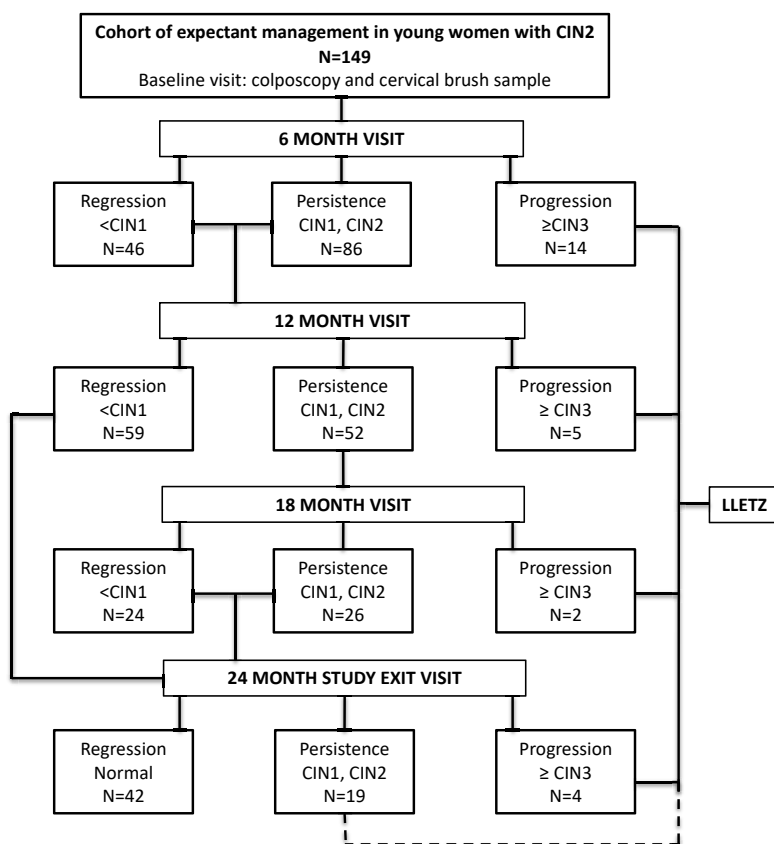 Cohort of expectant management in young women with CIN2
N=149
Baseline visit: colposcopy and cervical brush sample
6 MONTH VISIT
Regression
<CIN1
N=46
Persistence
CIN1, CIN2
N=86
Progression
≥CIN3
N=14
12 MONTH VISIT
Regression
<CIN1
N=59
Persistence
CIN1, CIN2
N=52
Progression
≥ CIN3
N=5
LLETZ
18 MONTH VISIT
Regression
<CIN1
N=24
Persistence
CIN1, CIN2
N=26
Progression
≥ CIN3
N=2
24 MONTH STUDY EXIT VISIT
Regression
Normal
N=42
Persistence
CIN1, CIN2
N=19
Progression
≥ CIN3
N=4